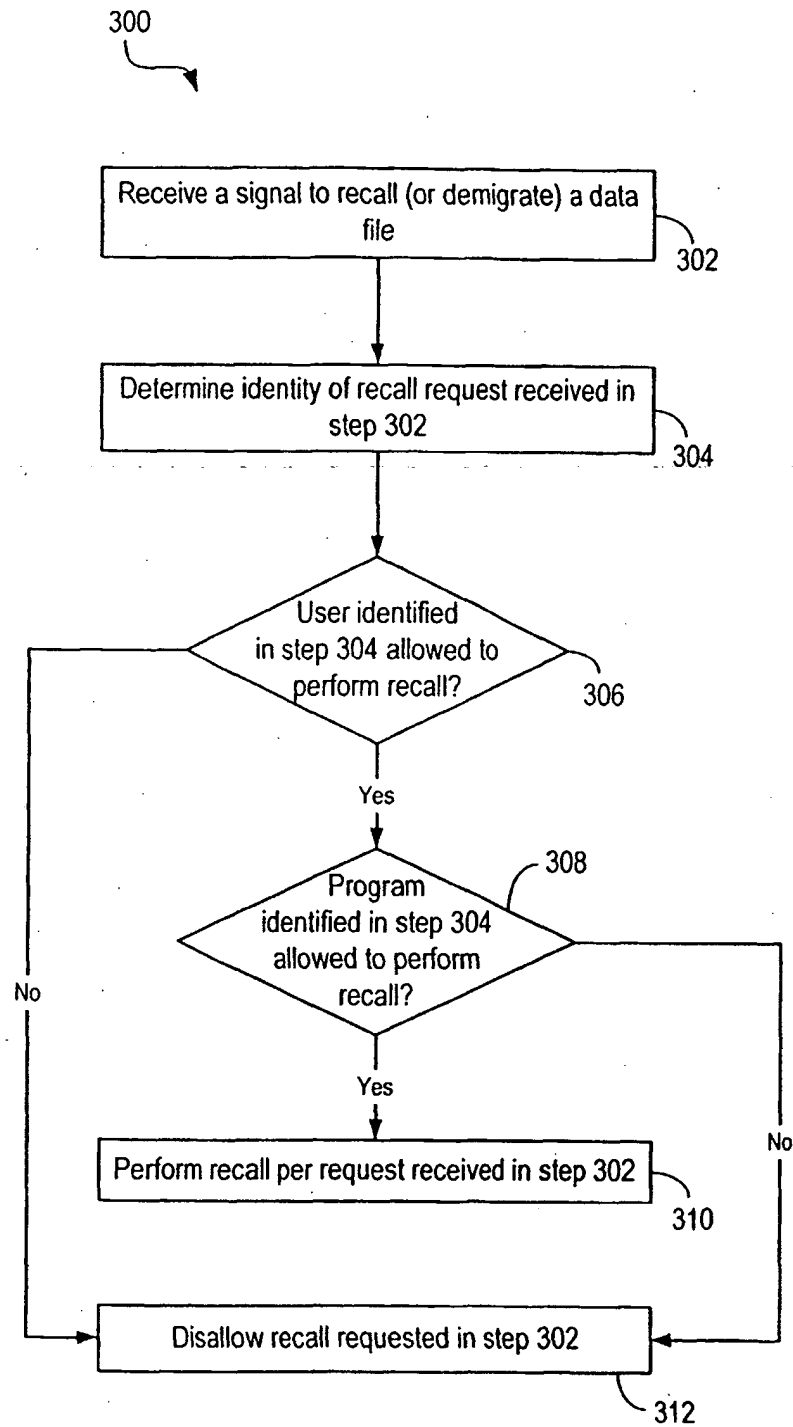 300
Receive a signal to recall (or demigrate) a data
file
302
Determine identity of recall request received in
step 302
304
User identified
in step 304 allowed to
perform recall?
306
Yes
308
Program
identified in step 304
allowed to perform
recall?
No
Yes
No
Perform recall per request received in step 302
310
Disallow recall requested in step 302
312